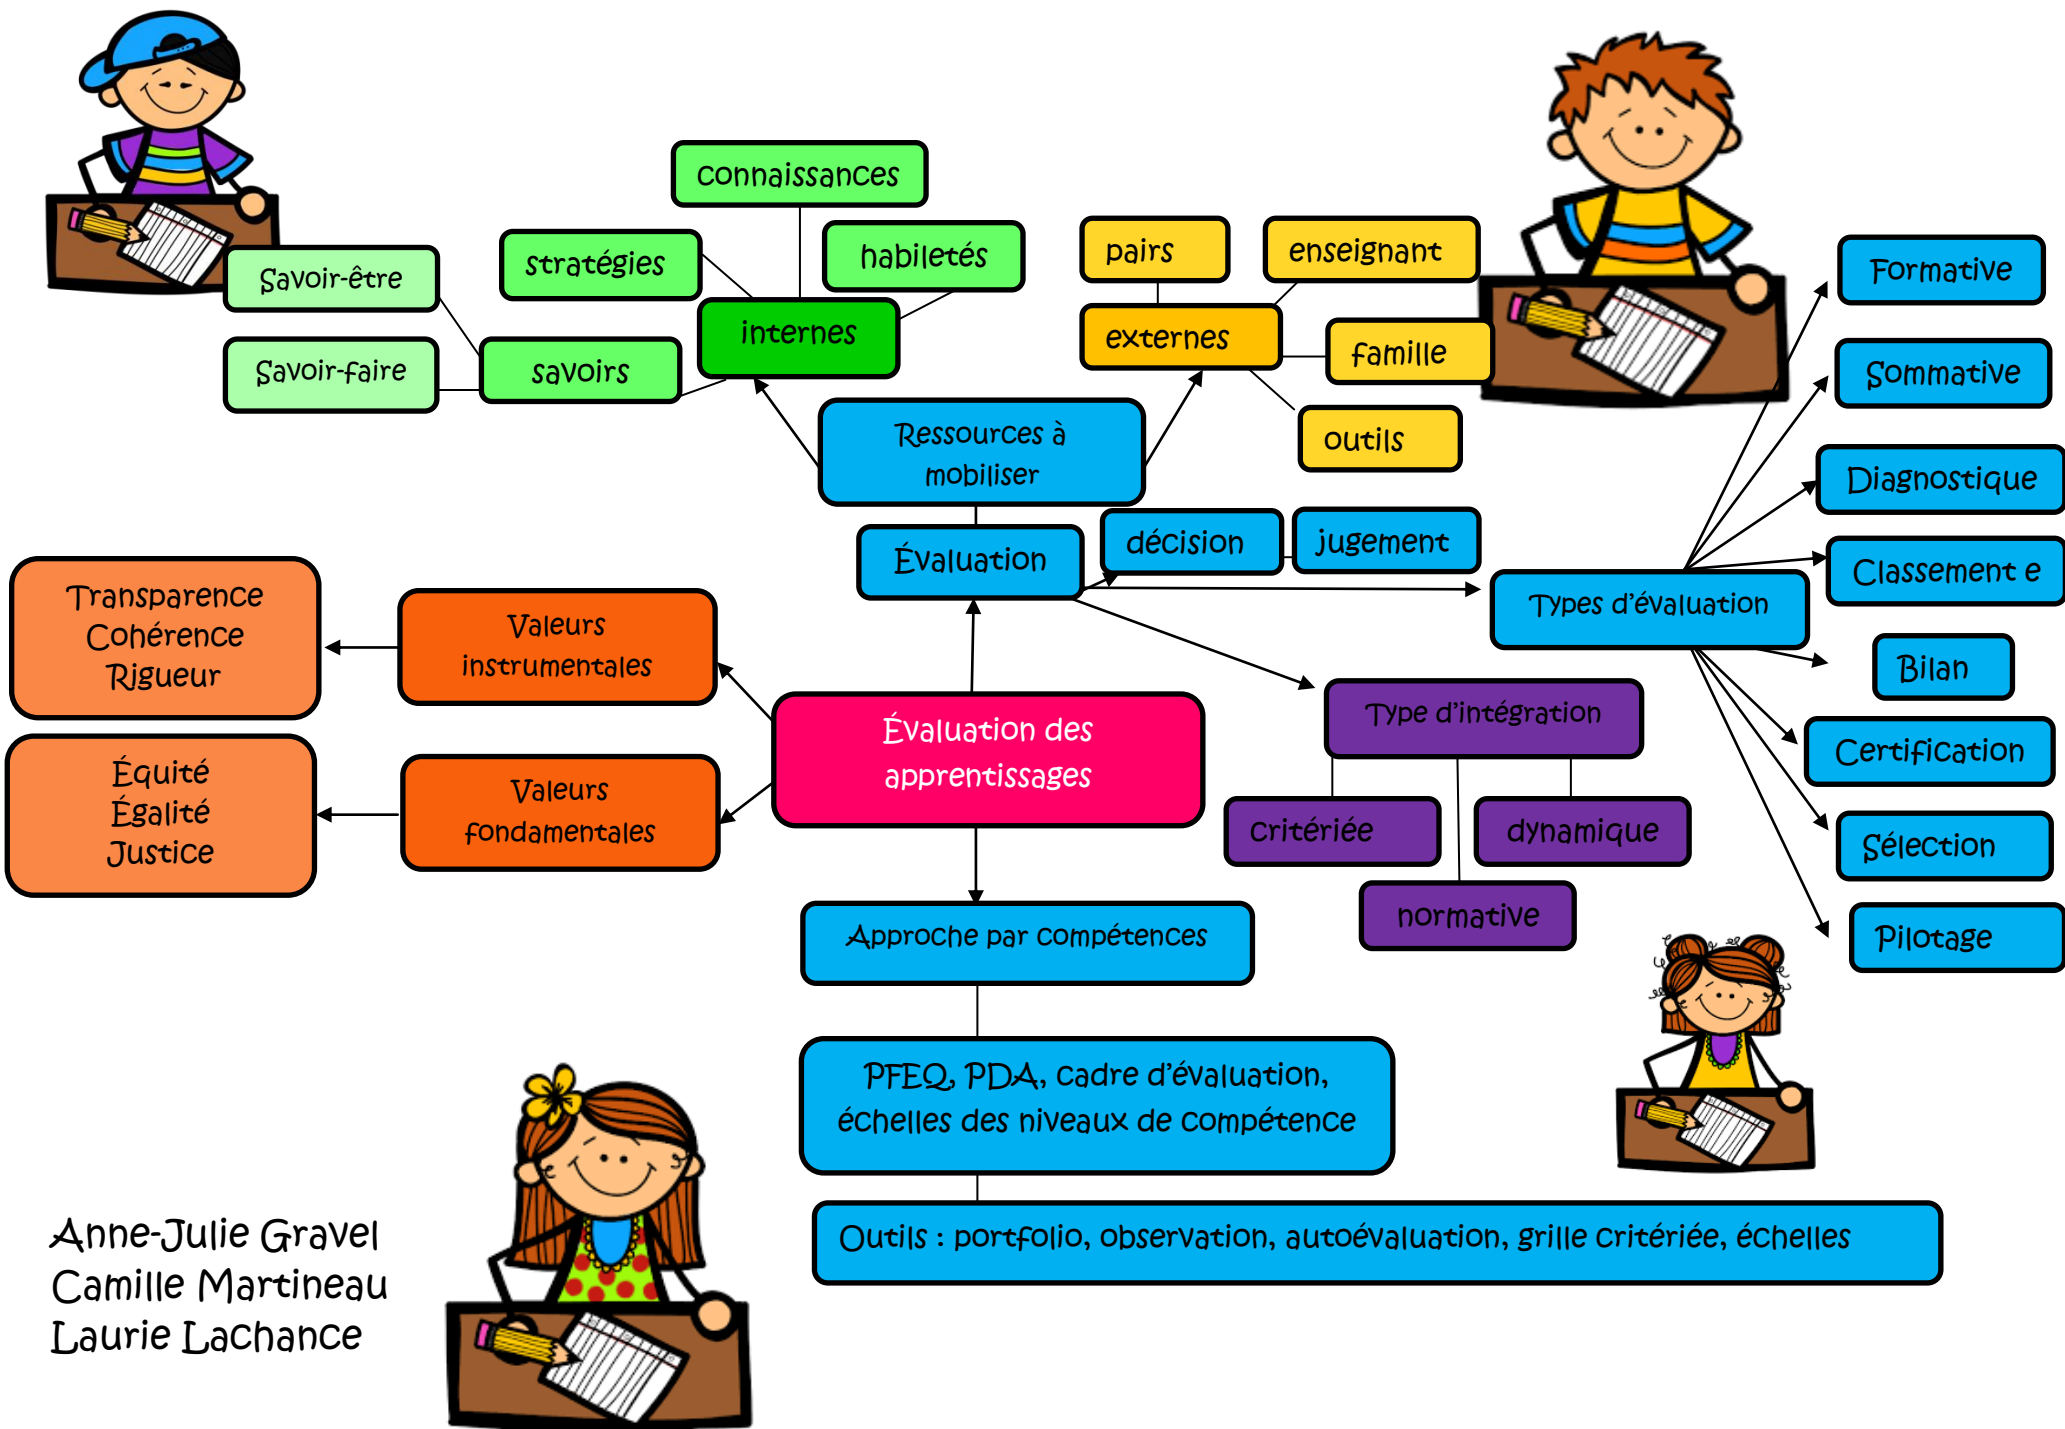 connaissances
stratégies
habiletés
Savoir-être
internes
Savoir-faire
savoirs
pairs
enseignant
externes
famille
outils
Ressources à
mobiliser
Évaluation
décision
jugement
Types d'évaluation
Formative
Sommative
Diagnostique
Classement e
Bilan
Certification
Sélection
Pilotage
Transparence
Cohérence
Rigueur
Valeurs
instrumentales
Équité
Égalité
Justice
Valeurs
fondamentales
Évaluation des
apprentissages
Type d'intégration
critériée
dynamique
normative
Approche par compétences
PFEQ, PDA, cadre d'évaluation,
échelles des niveaux de compétence
Outils : portfolio, observation, autoévaluation, grille critériée, échelles
Anne-Julie Gravel
Camille Martineau
Laurie Lachance